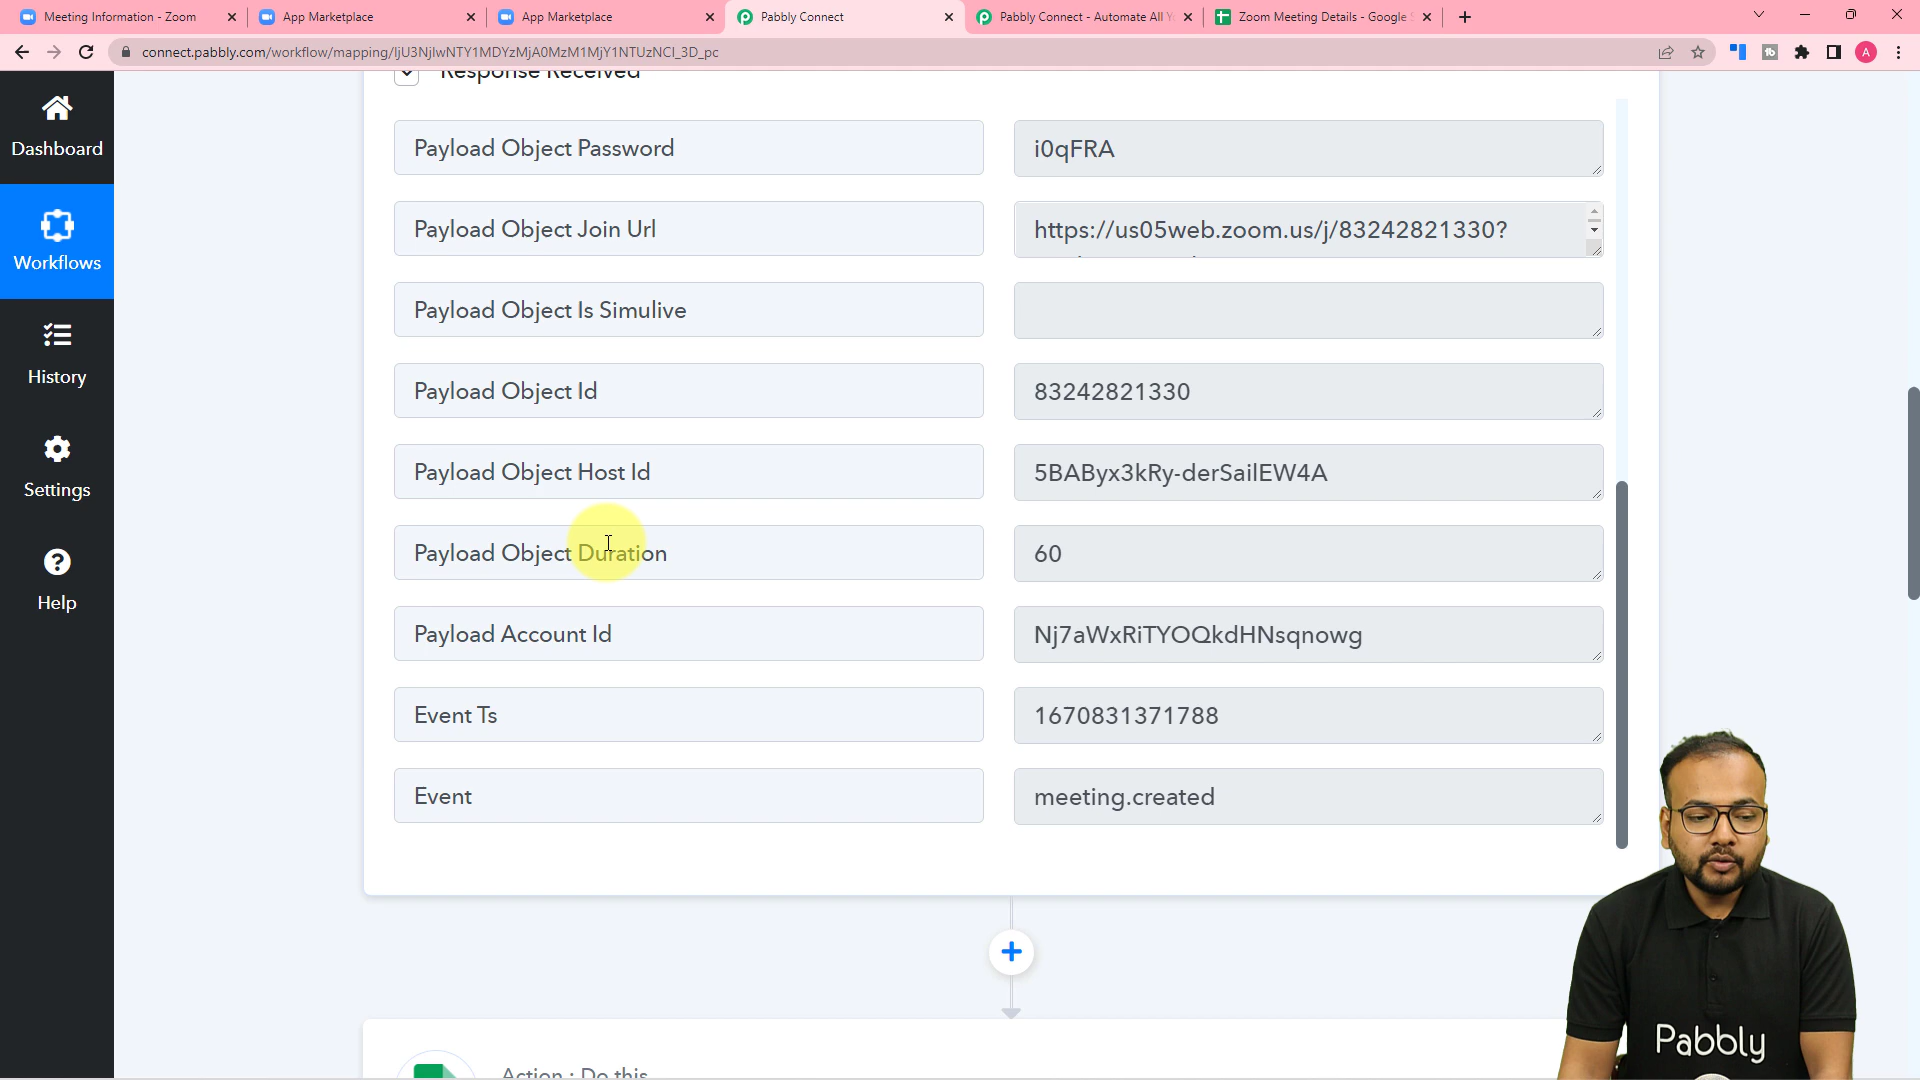 Meeting Information - Zoom
App Marketplace
App Marketplace
Pabbly Connect
Pabbly Connect - Automate All Y
Zoom Meeting Details - Google S
connect.pabbly.com/workflow/mapping/IjU3NjIwNTY1MDYzMjA0MzM1MjY1NTUzNCI_3D_pc
A
Response Received
Dashboard
Workflows
History
Settings
Help
Payload Object Password
i0qFRA
Payload Object Join Url
https://us05web.zoom.us/j/83242821330?
Payload Object Is Simulive
Payload Object Id
83242821330
Payload Object Host Id
5BAByx3kRy-derSailEW4A
Payload Object Duration
60
Payload Account Id
Nj7aWxRiTYOQkdHNsqnowg
Event Ts
1670831371788
Event
meeting.created
Action : Do this
Pabbly